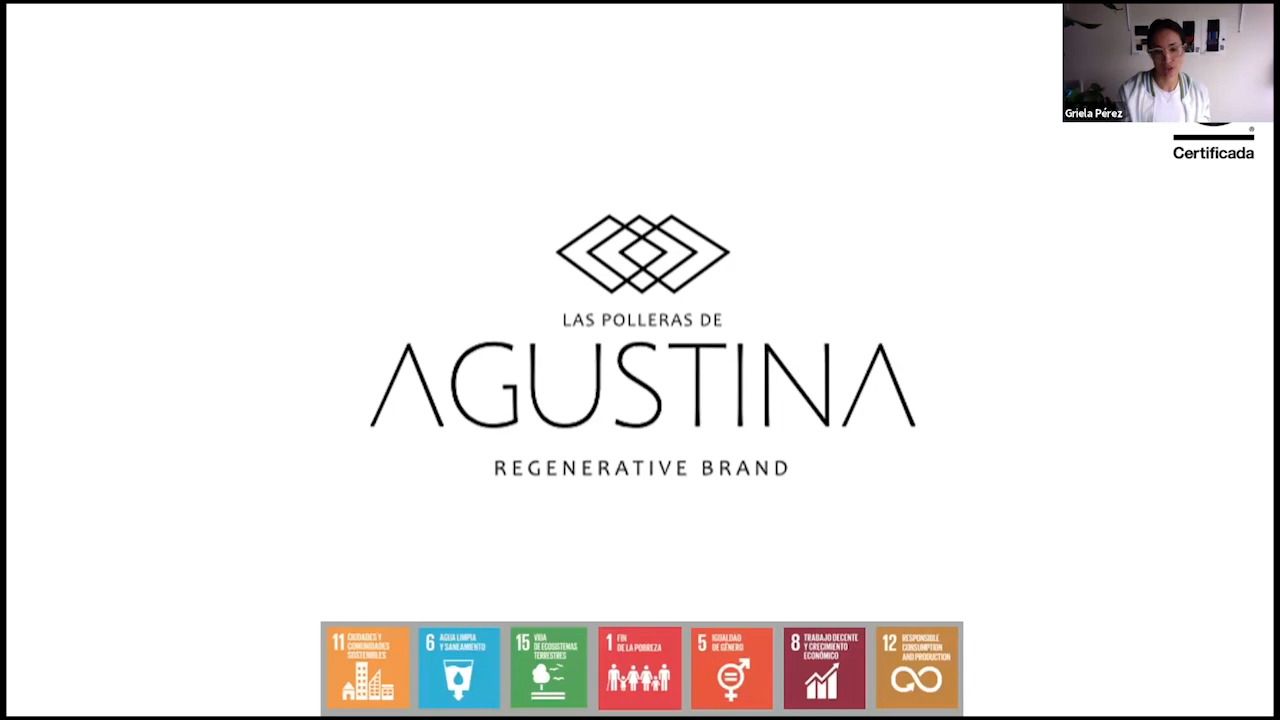 Griela Pérez
®
Certificada
LAS POLLERAS DE
AGUSTINA
REGENERATIVE BRAND
11 CIUDADES Y
COMUNIDADES
SOSTENIBLES
6 AGUA LIMPIA
Y SANEAMIENTO
15 VIDA
DE ECOSISTEMAS
TERRESTRES
1 FIN
DE LA POBREZA
5 IGUALDAD
DE GÉNERO
8 TRABAJO DECENTE
Y CRECIMIENTO
ECONÓMICO
12 RESPONSIBLE
CONSUMPTION
AND PRODUCTION